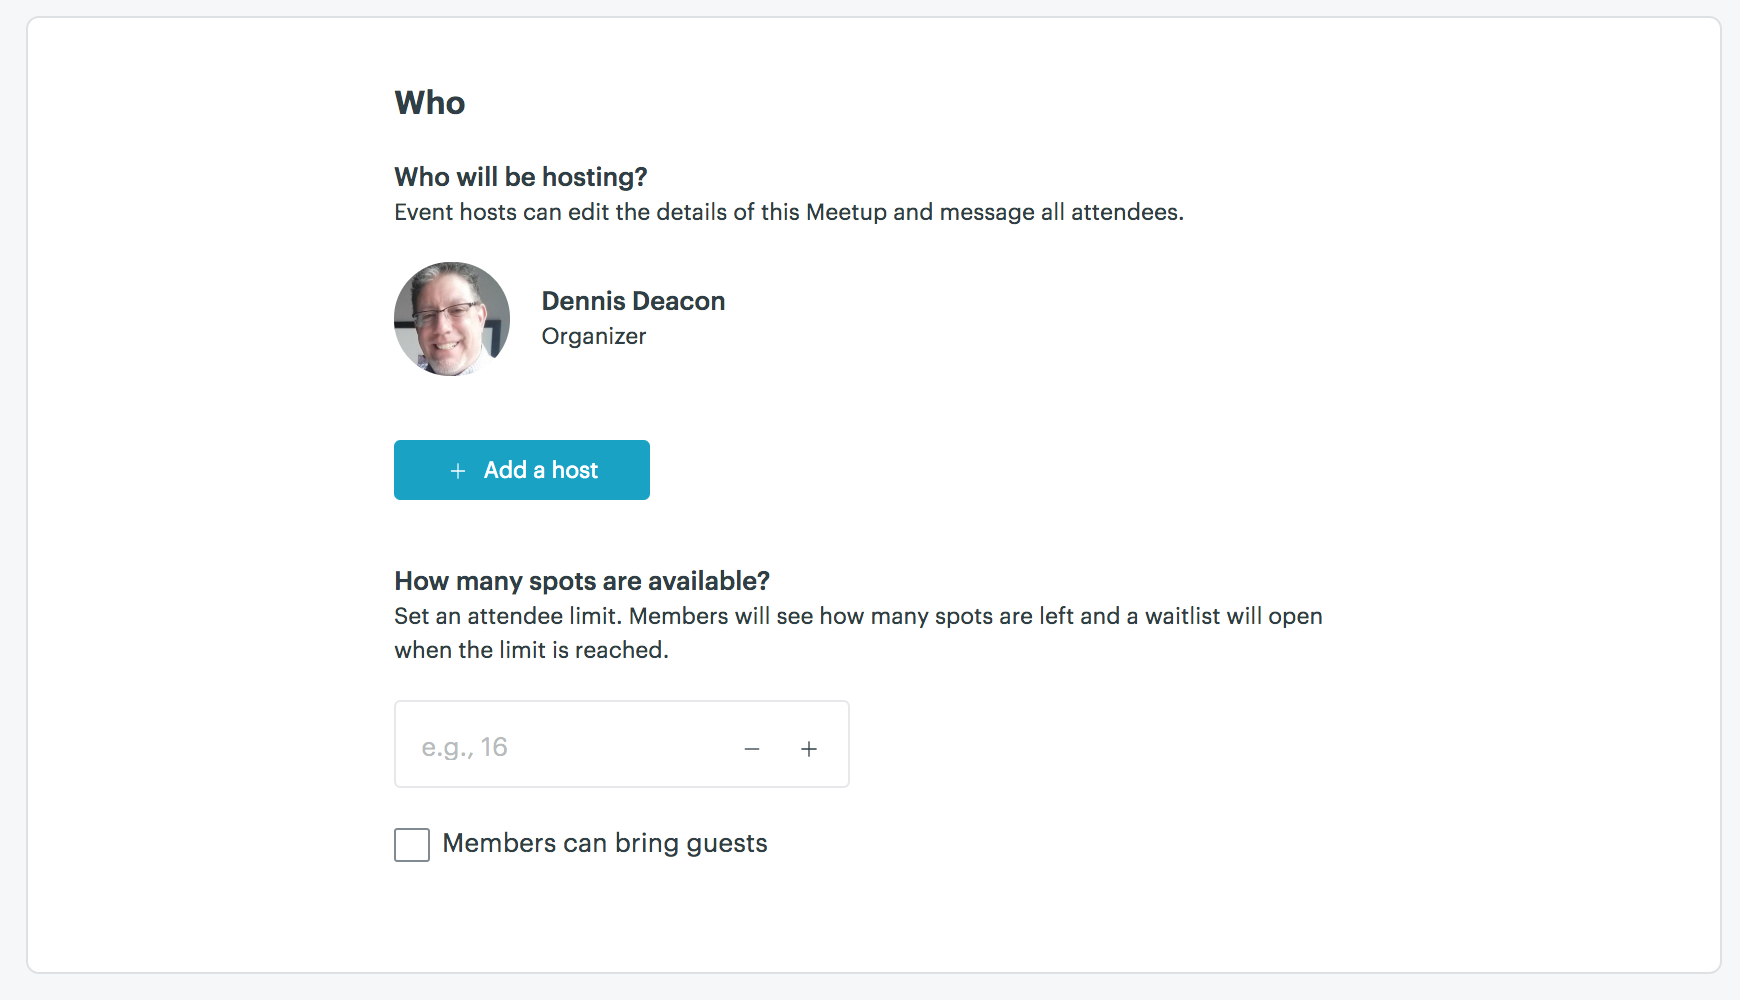 Who
Who will be hosting?
Event hosts can edit the details of this Meetup and message all attendees.
Dennis Deacon
Organizer
+ Add a host
How many spots are available?
Set an attendee limit. Members will see how many spots are left and a waitlist will open
when the limit is reached.
e.g., 16 − +
Members can bring guests